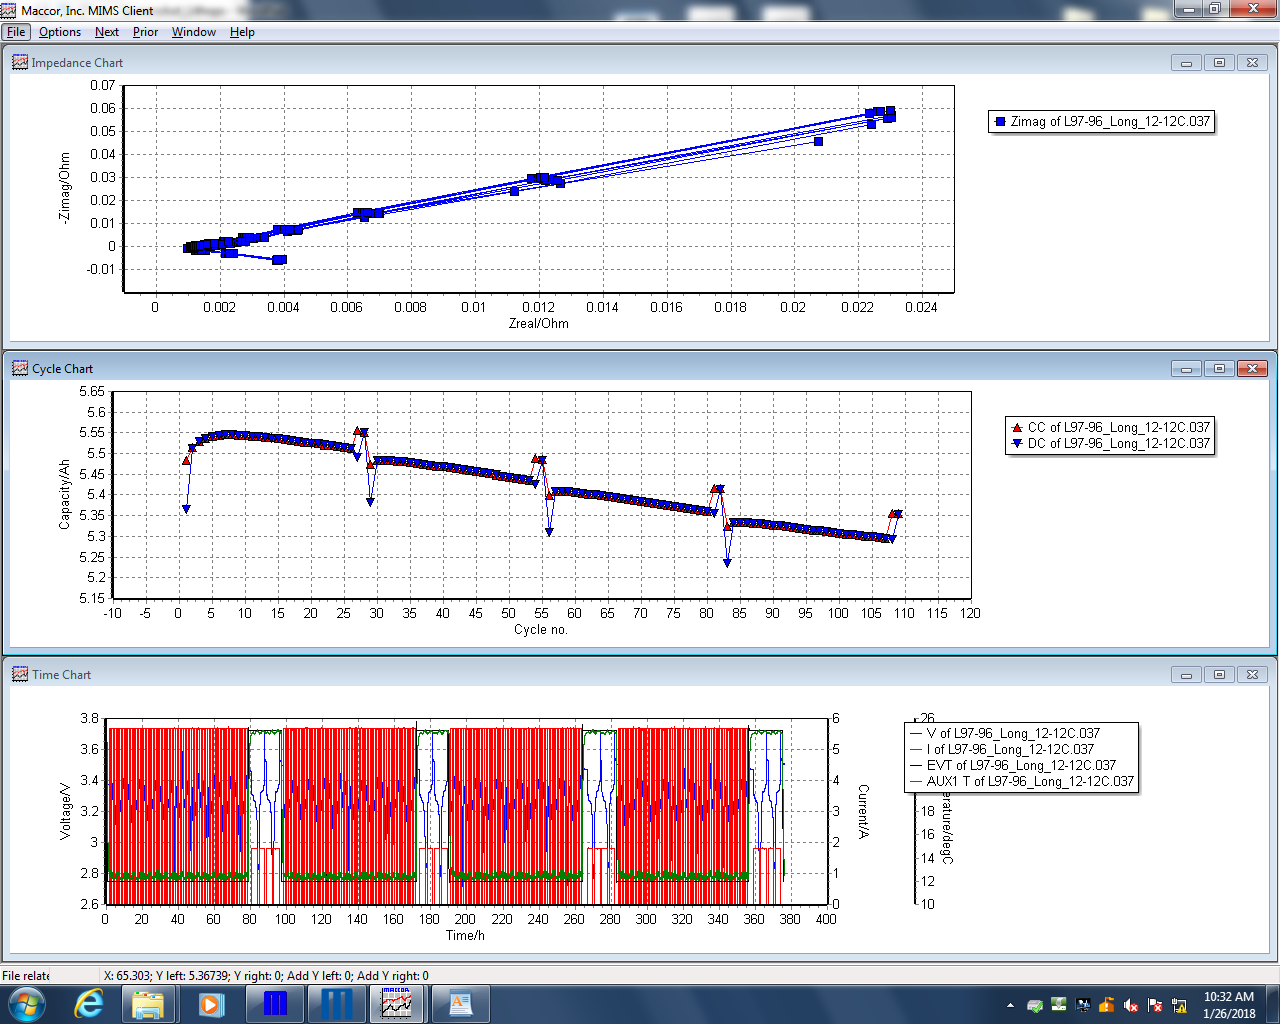 Maccor, Inc. MIMS Client
File Options Next Prior Window Help
Impedance Chart
0.07
0.06
0.05
0.04
0.03
0.02
0.01
0
-0.01
-Zimag/Ohm
0 0.002 0.004 0.006 0.008 0.01 0.012 0.014 0.016 0.018 0.02 0.022 0.024
Zreal/Ohm
Zimag of L97-96_Long_12-12C.037
Cycle Chart
5.65
5.6
5.55
5.5
5.45
5.4
5.35
5.3
5.25
5.2
5.15
Capacity/Ah
-10 -5 0 5 10 15 20 25 30 35 40 45 50 55 60 65 70 75 80 85 90 95 100 105 110 115 120
Cycle no.
CC of L97-96_Long_12-12C.037
DC of L97-96_Long_12-12C.037
Time Chart
3.8
3.6
3.4
3.2
3
2.8
2.6
Voltage/V
0 20 40 60 80 100 120 140 160 180 200 220 240 260 280 300 320 340 360 380 400
Time/h
6
5
4
3
2
1
0
Current/A
26
18
16
14
12
10
erature/degC
V of L97-96_Long_12-12C.037
I of L97-96_Long_12-12C.037
EVT of L97-96_Long_12-12C.037
AUX1 T of L97-96_Long_12-12C.037
File relate X: 65.303; Y left: 5.36739; Y right: 0; Add Y left: 0; Add Y right: 0
MACCOR
10:32 AM
1/26/2018